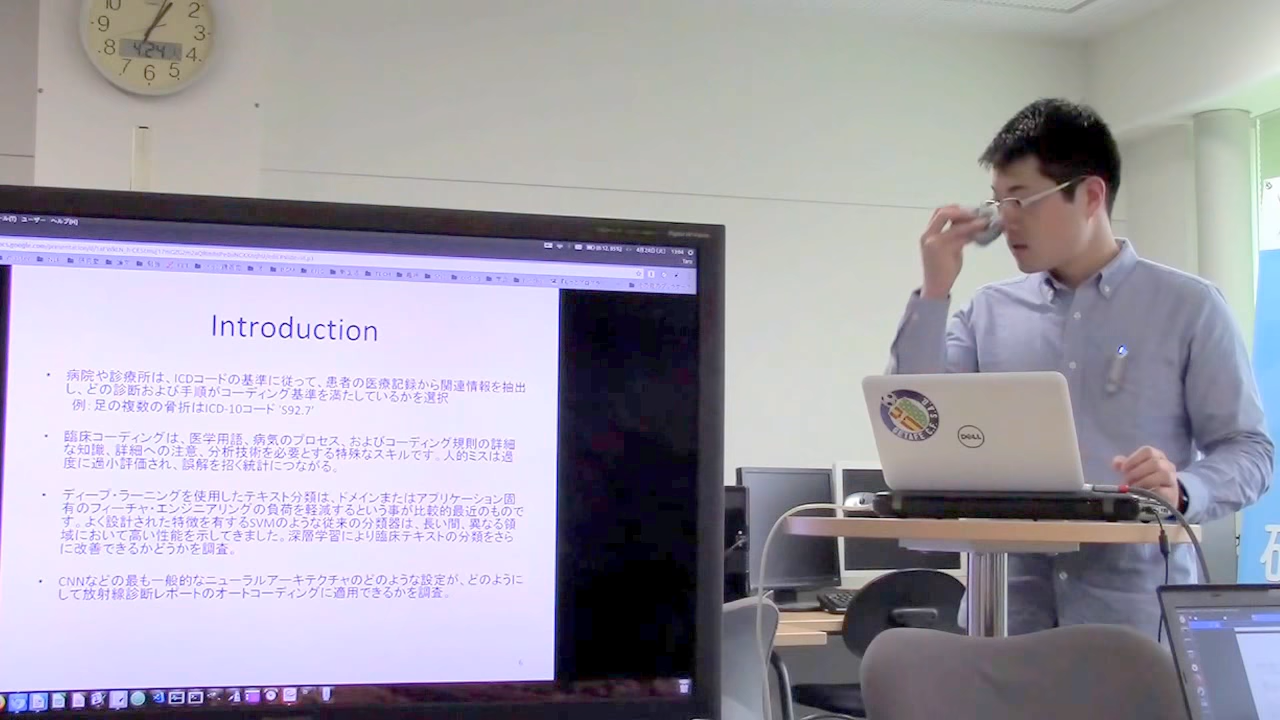 10
2
9
3
8
4
7
6
5
4.24
ユーザー ヘルプ(H)
Introduction
• 病院や診療所は、ICDコードの基準に従って、患者の医療記録から関連情報を抽出
し、どの診断および手順がコーディング基準を満たしているかを選択
例：足の複数の骨折はICD-10コード 'S92.7'
• 臨床コーディングは、医学用語、病気のプロセス、およびコーディング規則の詳細
な知識、詳細への注意、分析技術を必要とする特殊なスキルです。人的ミスは過
度に過小評価され、誤解を招く統計につながる。
• ディープ・ラーニングを使用したテキスト分類は、ドメインまたはアプリケーション固
有のフィーチャ・エンジニアリングの負荷を軽減するという事が比較的最近のもので
す。よく設計された特徴を有するSVMのような従来の分類器は、長い間、異なる領
域において高い性能を示してきました。深層学習により臨床テキストの分類をさら
に改善できるかどうかを調査。
• CNNなどの最も一般的なニューラルアーキテクチャのどのような設定が、どのように
して放射線診断レポートのオートコーディングに適用できるかを調査。
6
GETAFE C.F.
DELL